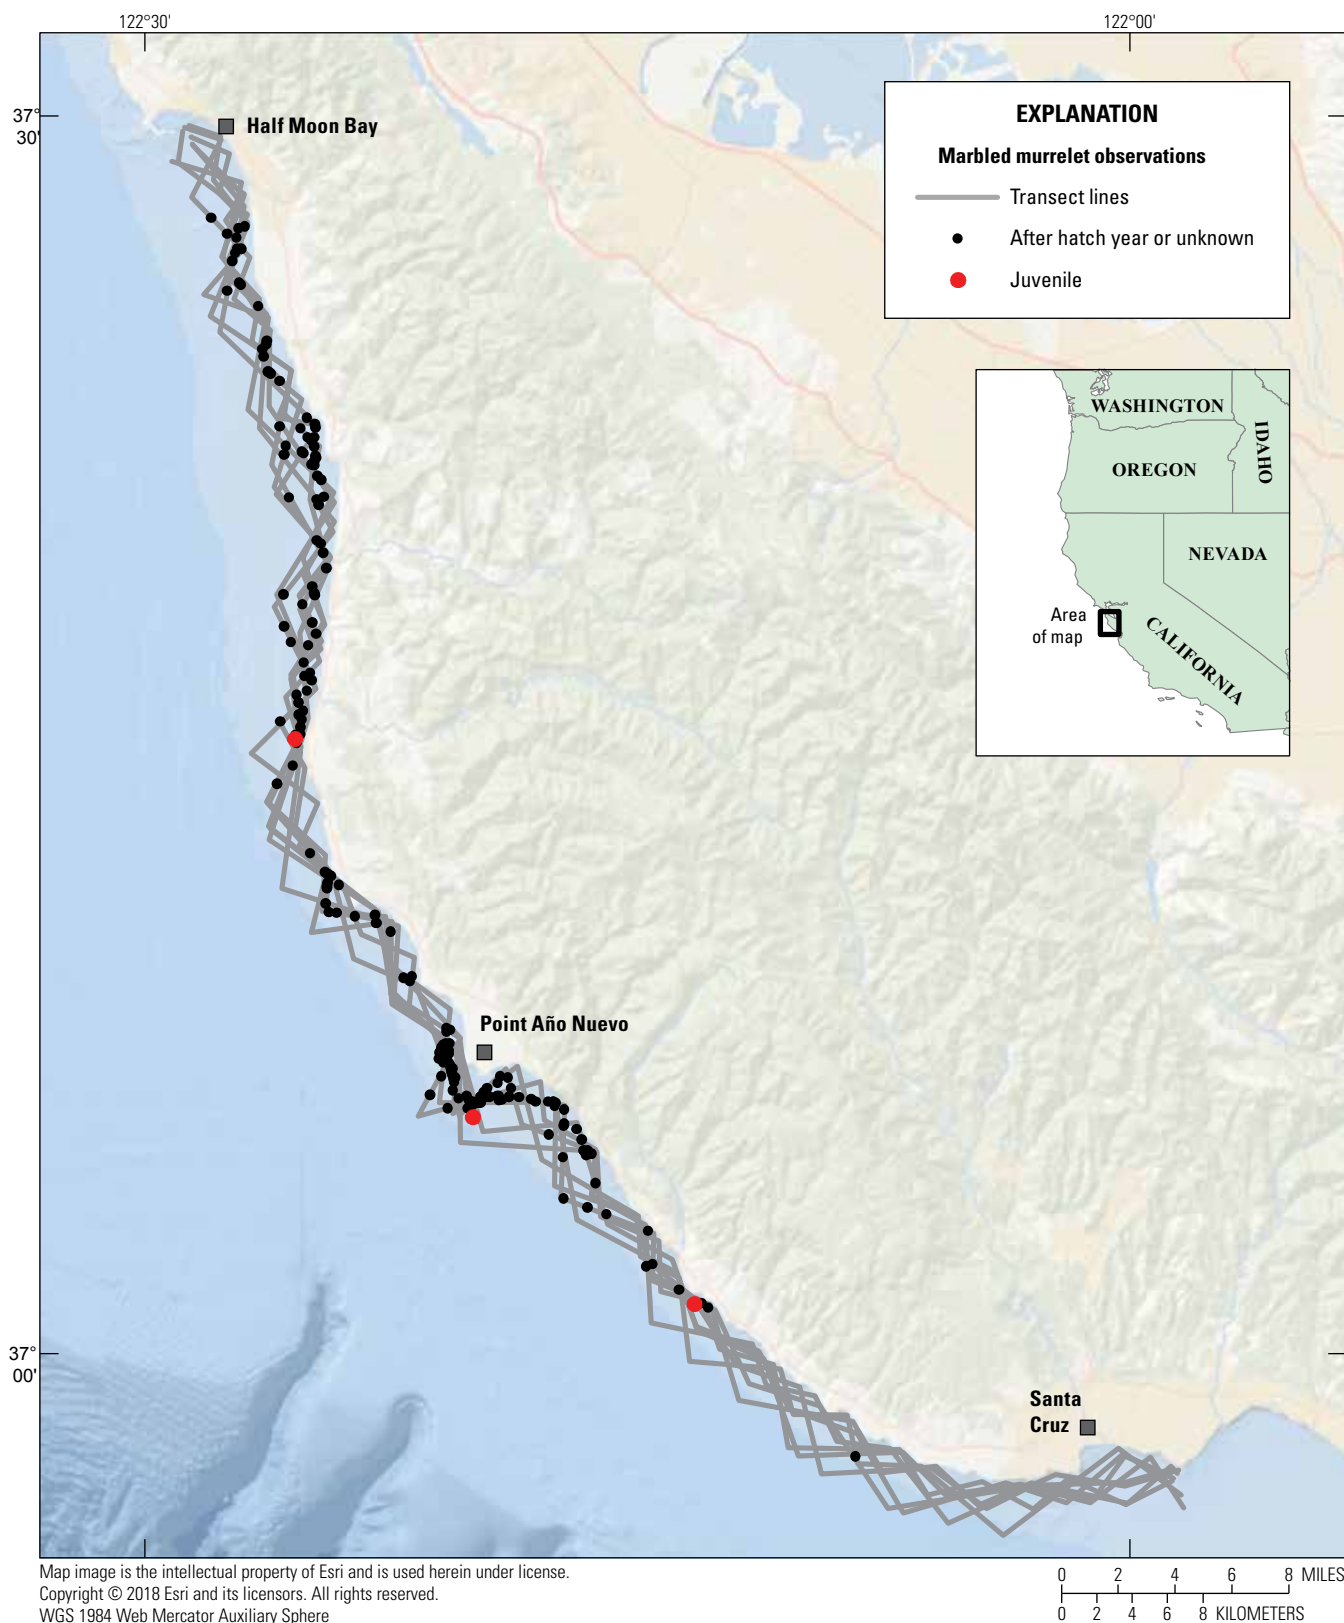 122°30'
122°00'
37°
30'
Half Moon Bay
EXPLANATION
Marbled murrelet observations
Transect lines
After hatch year or unknown
Juvenile
WASHINGTON
OREGON
IDAHO
NEVADA
CALIFORNIA
Area
of map
Point Año Nuevo
37°
00'
Santa
Cruz
Map image is the intellectual property of Esri and is used herein under license.
Copyright © 2018 Esri and its licensors. All rights reserved.
WGS 1984 Web Mercator Auxiliary Sphere
0 2 4 6 8 MILES
0 2 4 6 8 KILOMETERS